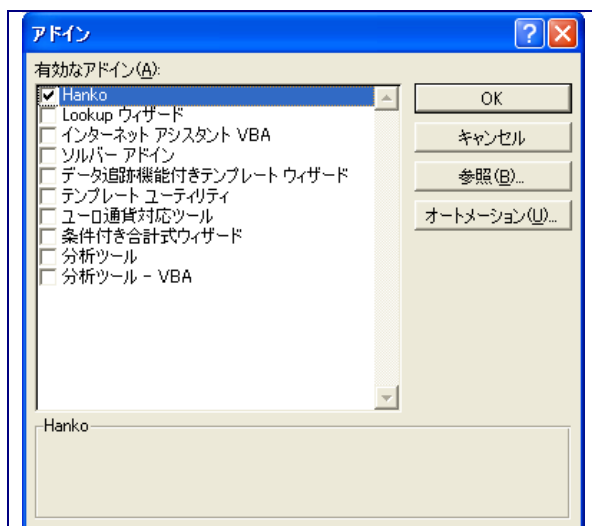 アドイン
有効なアドイン(A):
Hanko
Lookup ウィザード
インターネット アシスタント VBA
ソルバー アドイン
データ追跡機能付きテンプレート ウィザード
テンプレート ユーティリティ
ユーロ通貨対応ツール
条件付き合計式ウィザード
分析ツール
分析ツール - VBA
OK
キャンセル
参照(B)...
オートメーション(U)...
Hanko